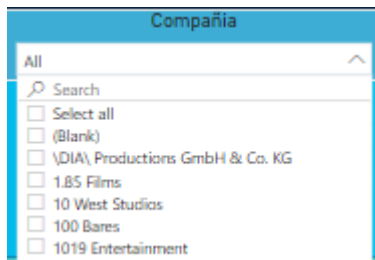 Compañia
All
Search
Select all
(Blank)
\DIA\ Productions GmbH & Co. KG
1.85 Films
10 West Studios
100 Bares
1019 Entertainment